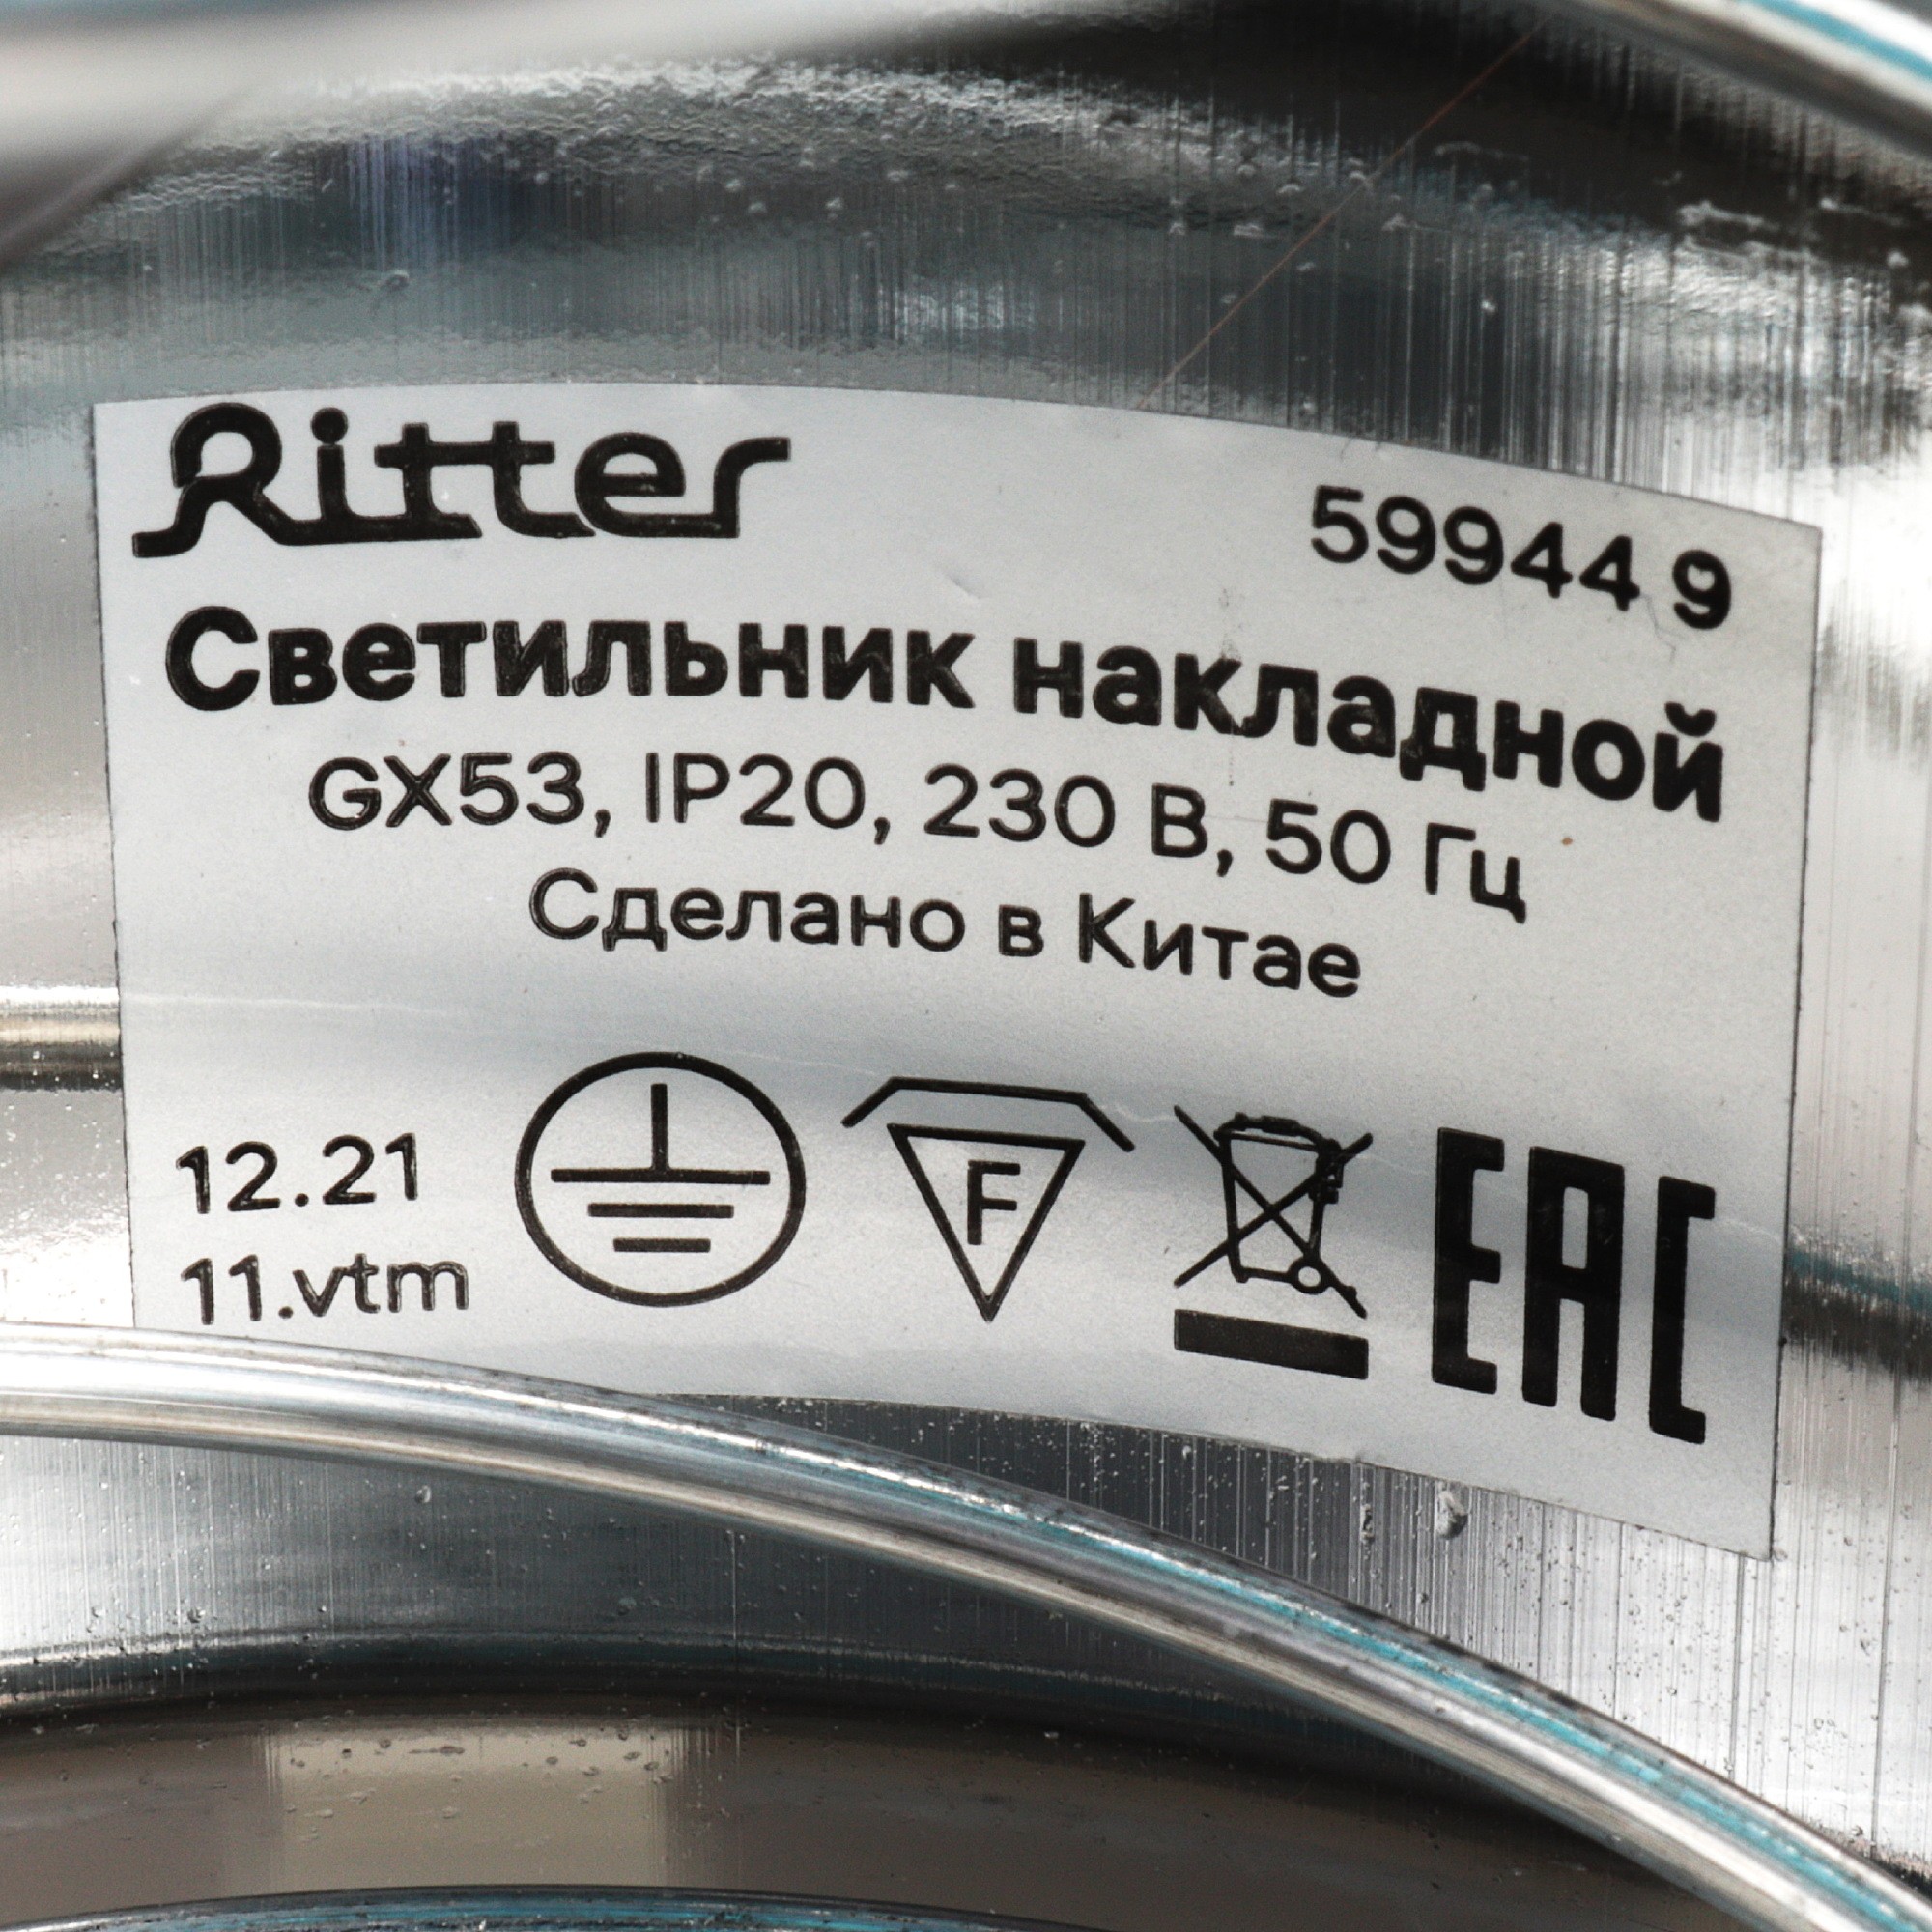 Ritter
59944 9
Светильник накладной
GX53, IP20, 230 В, 50 Гц
Сделано в Китае
12.21
11.vtm
F
EAC